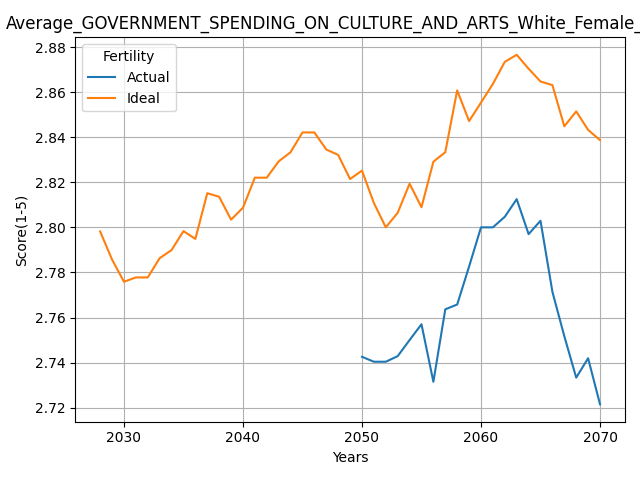 Average_GOVERNMENT_SPENDING_ON_CULTURE_AND_ARTS_White_Female_
Fertility
Actual
Ideal
Score(1-5)
2.88
2.86
2.84
2.82
2.80
2.78
2.76
2.74
2.72
2030 2040 2050 2060 2070
Years